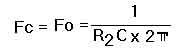 Fc = Fo = 1
R2C x 2π